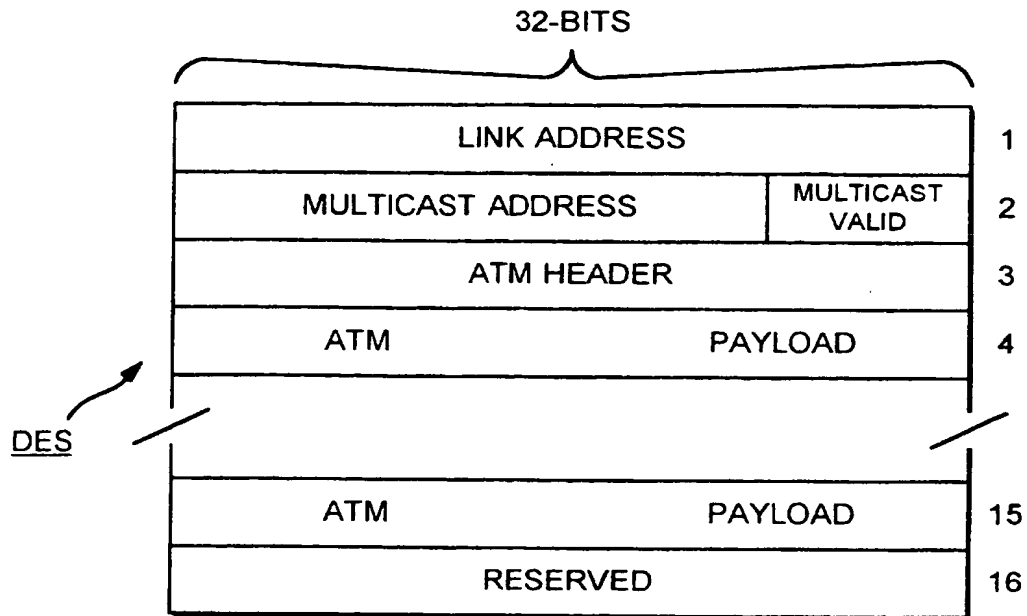 32-BITS
LINK ADDRESS 1
MULTICAST ADDRESS MULTICAST VALID 2
ATM HEADER 3
ATM PAYLOAD 4
DES
ATM PAYLOAD 15
RESERVED 16